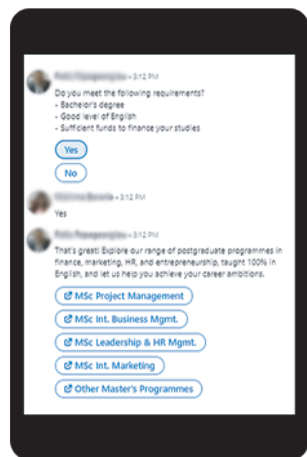 • 3:12 PM
Do you meet the following requirements?
- Bachelor's degree
- Good level of English
- Sufficient funds to finance your studies
Yes
No
• 3:12 PM
Yes
• 3:12 PM
That's great! Explore our range of postgraduate programmes in
finance, marketing, HR, and entrepreneurship, taught 100% in
English, and let us help you achieve your career ambitions.
MSc Project Management
MSc Int. Business Mgmt.
MSc Leadership & HR Mgmt.
MSc Int. Marketing
Other Master's Programmes